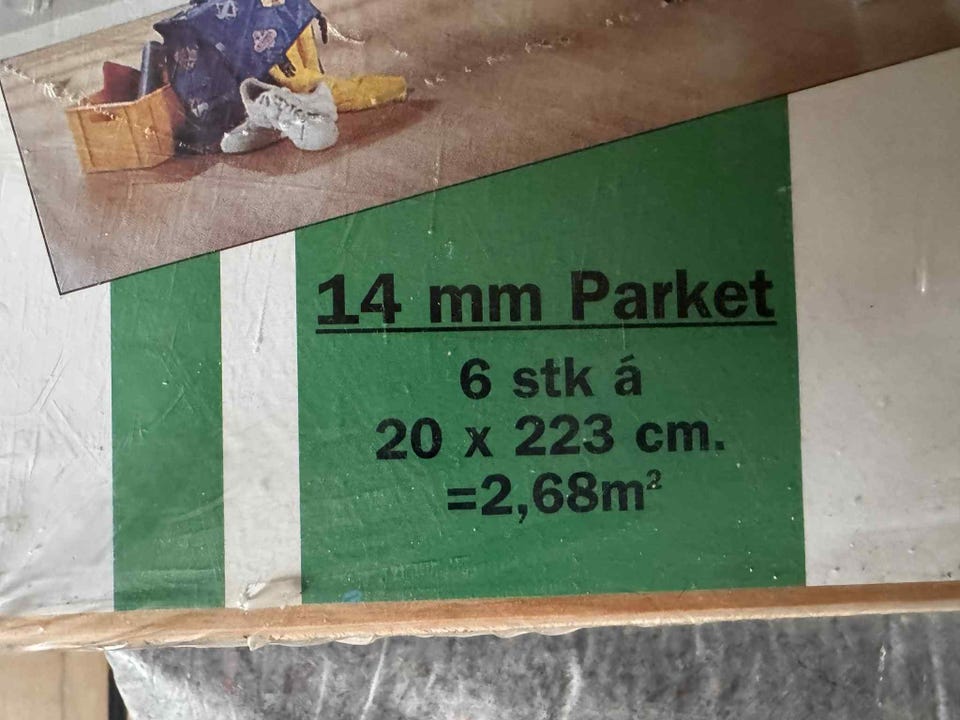 14 mm Parket
6 stk á
20 x 223 cm.
=2,68m²